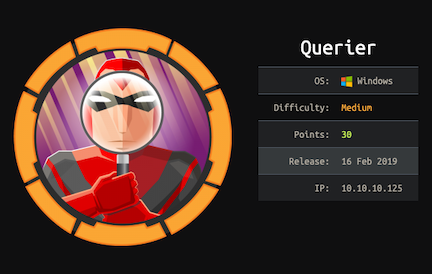 Querier
OS: Windows
Difficulty: Medium
Points: 30
Release: 16 Feb 2019
IP: 10.10.10.125